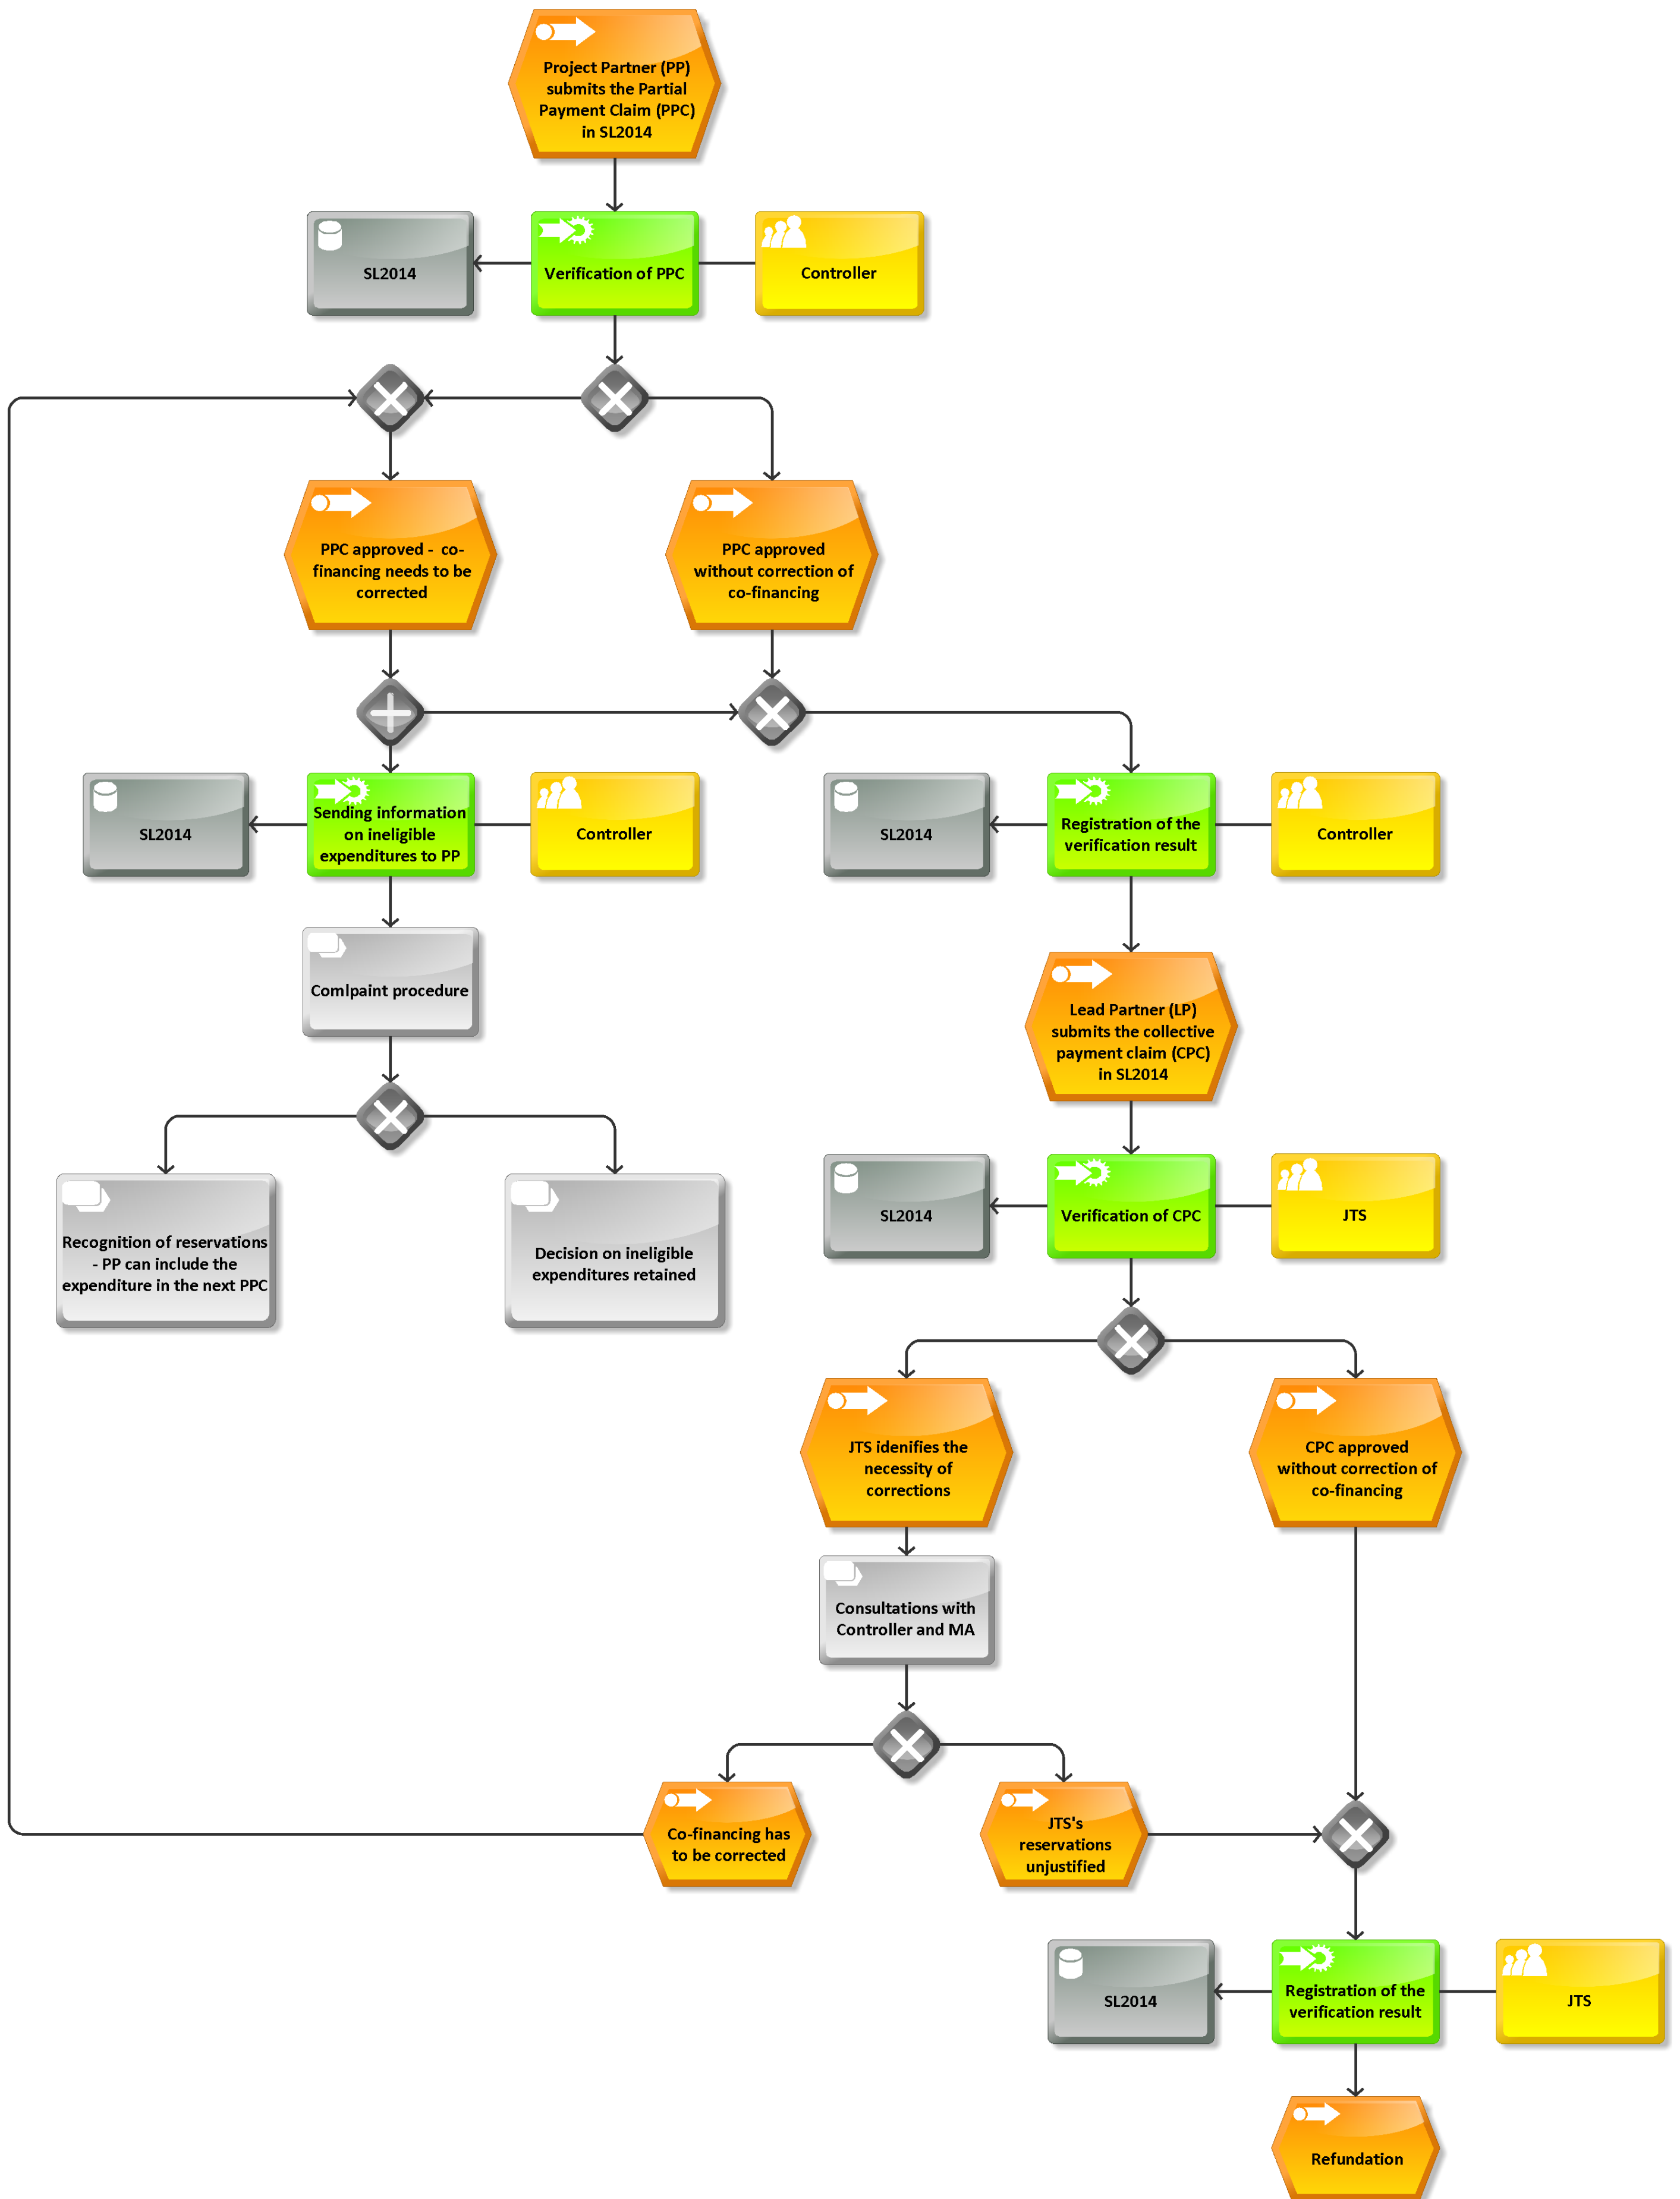 Project Partner (PP)
submits the Partial
Payment Claim (PPC)
in SL2014
SL2014
Verification of PPC
Controller
PPC approved - co-
financing needs to be
corrected
PPC approved
without correction of
co-financing
SL2014
Sending information
on ineligible
expenditures to PP
Controller
SL2014
Registration of the
verification result
Controller
Comlpaint procedure
Lead Partner (LP)
submits the collective
payment claim (CPC)
in SL2014
Recognition of reservations
- PP can include the
expenditure in the next PPC
Decision on ineligible
expenditures retained
SL2014
Verification of CPC
JTS
JTS idenifies the
necessity of
corrections
CPC approved
without correction of
co-financing
Consultations with
Controller and MA
Co-financing has
to be corrected
JTS's
reservations
unjustified
SL2014
Registration of the
verification result
JTS
Refundation